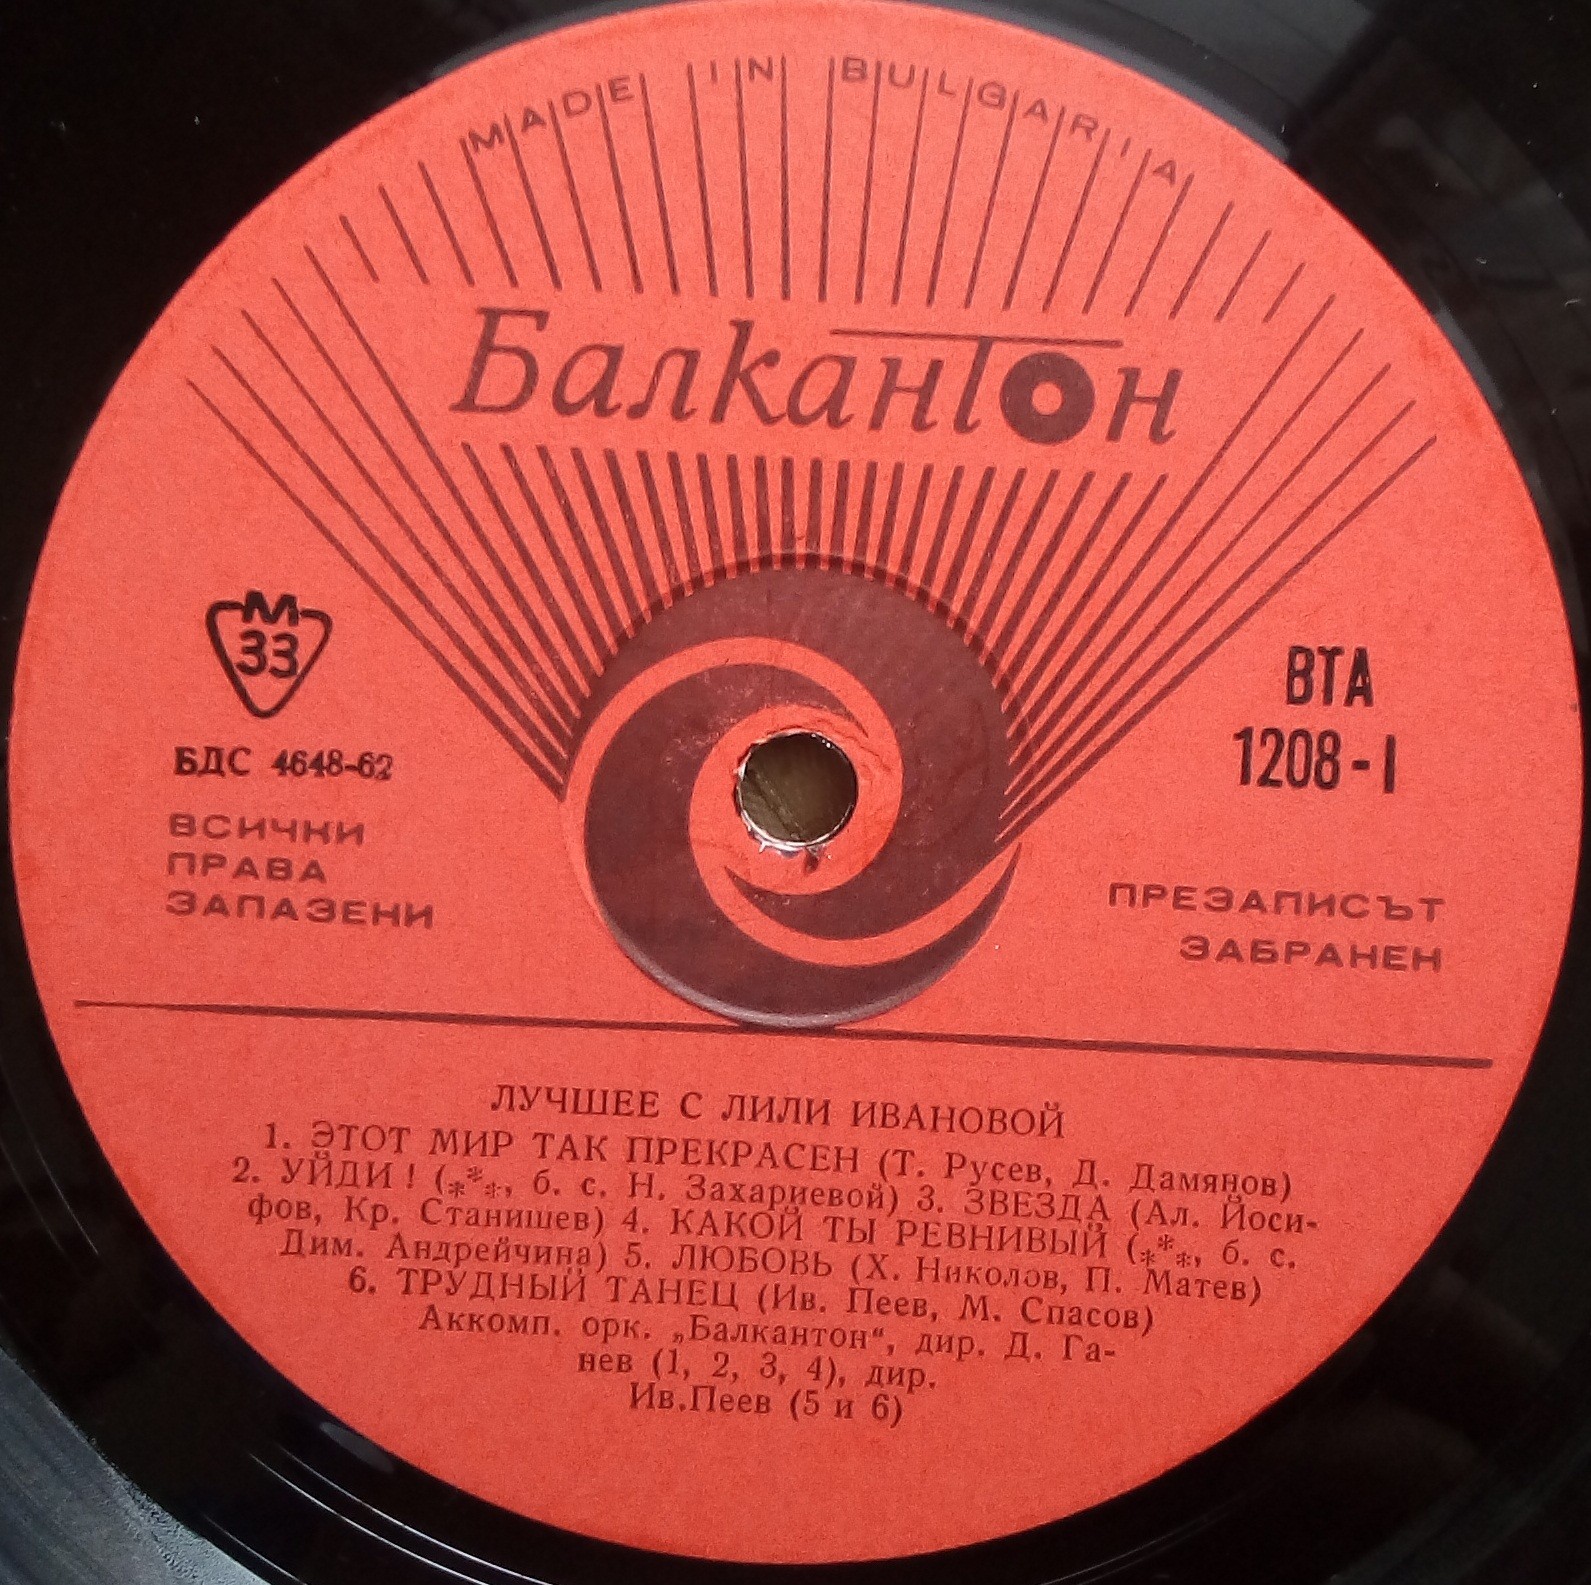 MADE IN BULGARIA
Балкантон
М
33
БДС 4648-62
ВСИЧКИ
ПРАВА
ЗАПАЗЕНИ
ВТА
1208-I
ПРЕЗАПИСЪТ
ЗАБРАНЕН
ЛУЧШЕЕ С ЛИЛИ ИВАНОВОЙ
1. ЭТОТ МИР ТАК ПРЕКРАСЕН (Т. Русев, Д. Дамянов)
2. УЙДИ! (***, б. с. Н. Захариевой) 3. ЗВЕЗДА (Ал. Йоси-
фов, Кр. Станишев) 4. КАКОЙ ТЫ РЕВНИВЫЙ (***, б. с.
Дим. Андрейчина) 5. ЛЮБОВЬ (Х. Николов, П. Матев)
6. ТРУДНЫЙ ТАНЕЦ (Ив. Пеев, М. Спасов)
Аккомп. орк. „Балкантон“, дир. Д. Га-
нев (1, 2, 3, 4), дир.
Ив.Пеев (5 и 6)